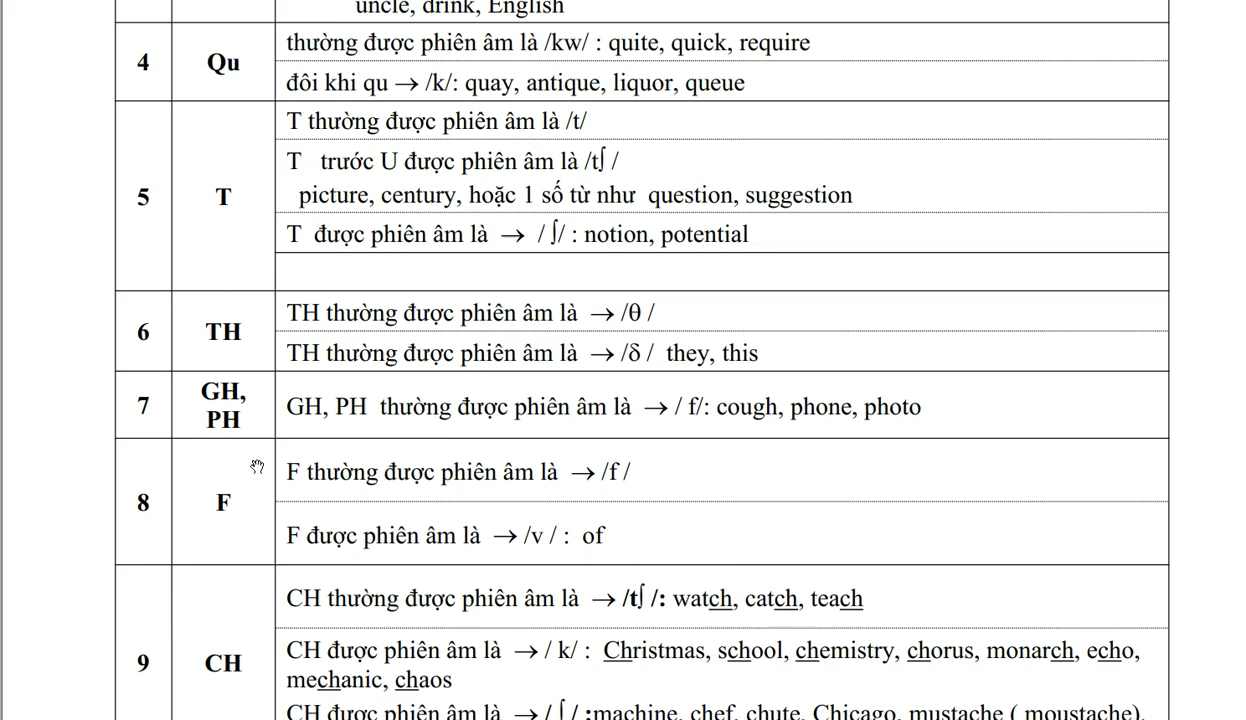 uncle, drink, English
4 Qu
thường được phiên âm là /kw/ : quite, quick, require
đôi khi qu → /k/: quay, antique, liquor, queue
5 T
T thường được phiên âm là /t/
T trước U được phiên âm là /t∫ /
picture, century, hoặc 1 số từ như question, suggestion
T được phiên âm là → / ∫/ : notion, potential
6 TH
TH thường được phiên âm là → /θ /
TH thường được phiên âm là → /δ / they, this
7 GH,
PH
GH, PH thường được phiên âm là → / f/: cough, phone, photo
8 F
F thường được phiên âm là → /f /
F được phiên âm là → /v / : of
9 CH
CH thường được phiên âm là → /t∫ /: watch, catch, teach
CH được phiên âm là → / k/ : Christmas, school, chemistry, chorus, monarch, echo,
mechanic, chaos
CH được phiên âm là → / ∫ / :machine, chef, chute, Chicago, mustache ( moustache),